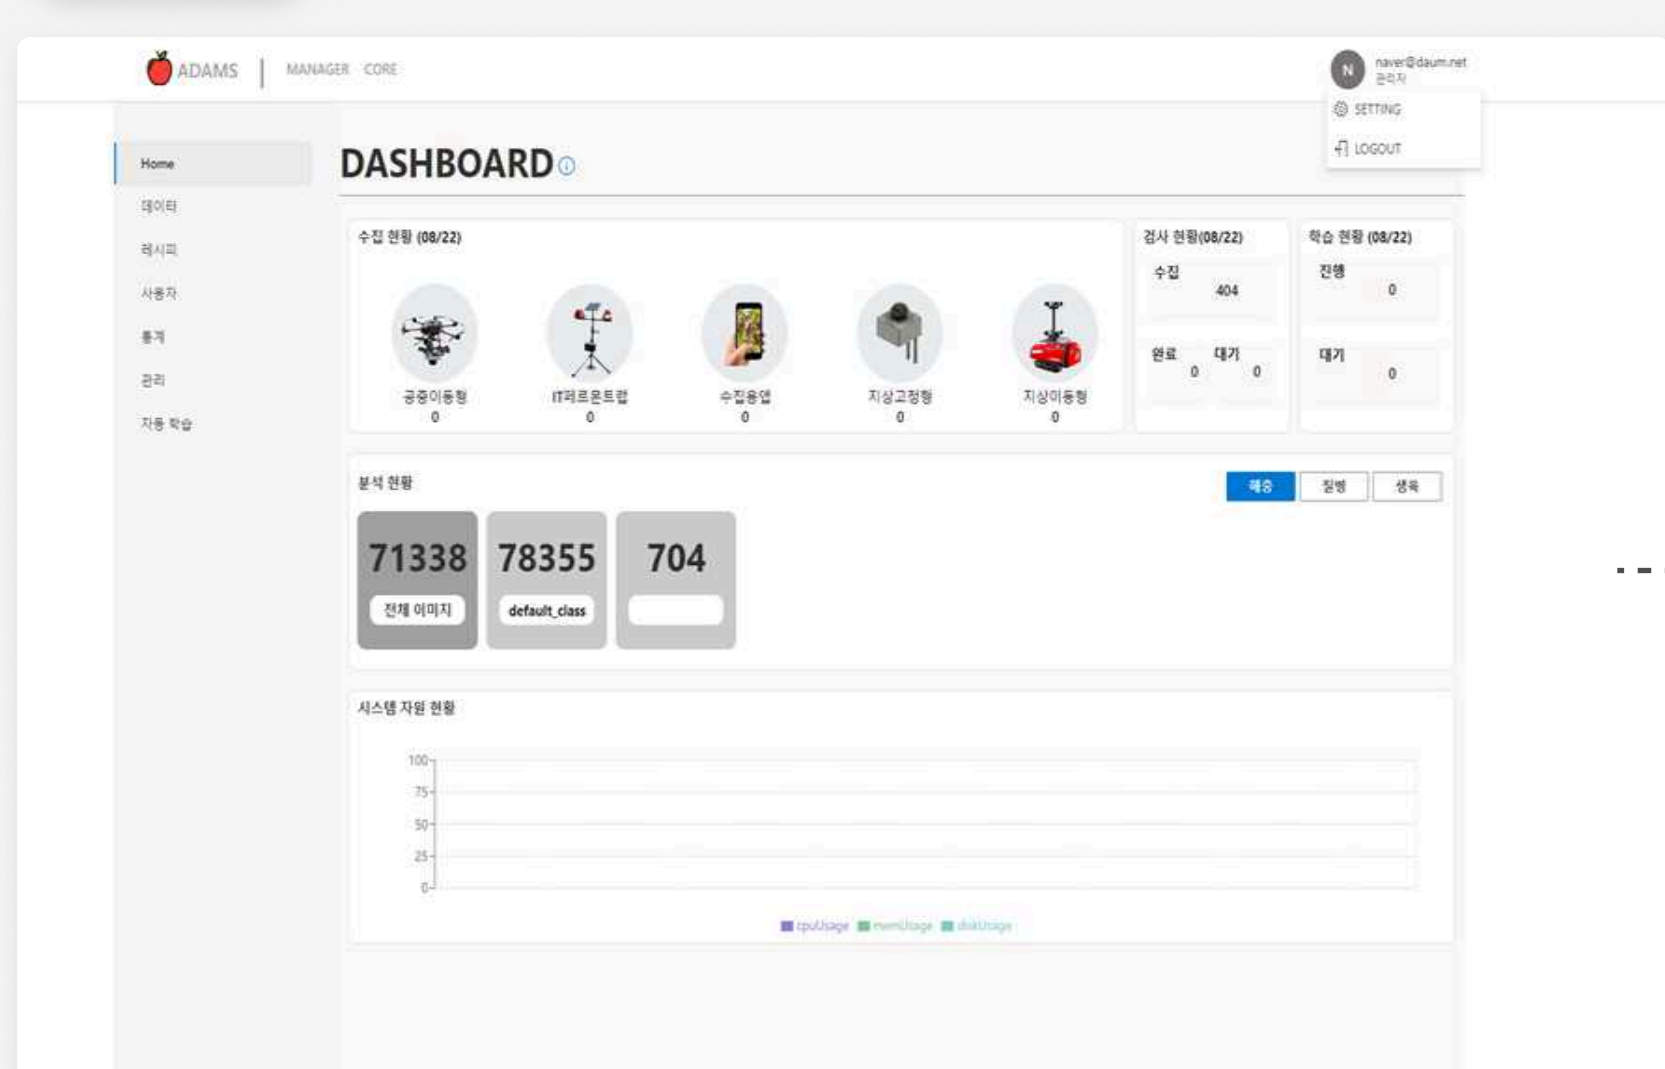 ADAMS
MANAGER CORE
N
naver@daum.net
관리자
SETTING
LOGOUT
Home
데이터
레시피
사용자
통계
관리
자동 학습
DASHBOARD
수집 현황 (08/22)
공중이동형
0
IT페르몬트랩
0
수집용앱
0
지상고정형
0
지상이동형
0
검사 현황(08/22)
수집
404
완료
0
대기
0
학습 현황 (08/22)
진행
0
대기
0
분석 현황
해충
질병
생육
71338
전체 이미지
78355
default_class
704
시스템 자원 현황
100
75
50
25
0
cpuUsage memUsage diskUsage